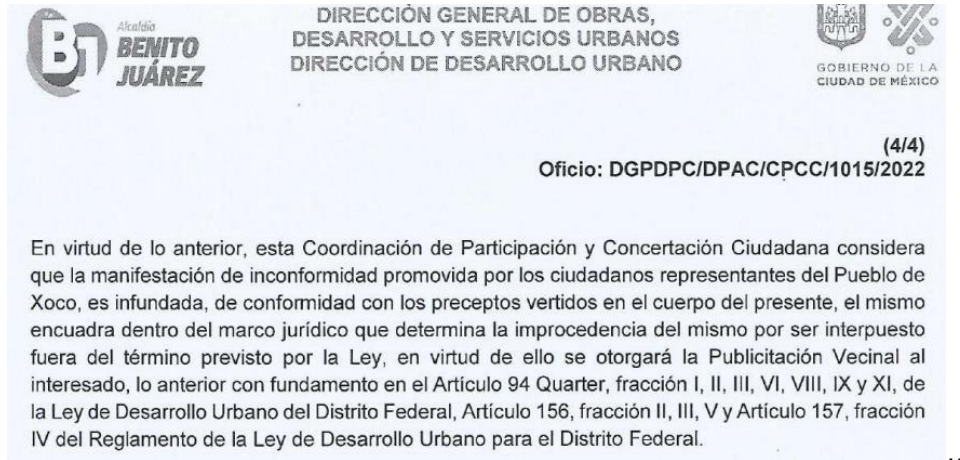 Alcaldía
BENITO
JUÁREZ
DIRECCIÓN GENERAL DE OBRAS,
DESARROLLO Y SERVICIOS URBANOS
DIRECCIÓN DE DESARROLLO URBANO
GOBIERNO DE LA
CIUDAD DE MÉXICO
(4/4)
Oficio: DGPDPC/DPAC/CPCC/1015/2022
En virtud de lo anterior, esta Coordinación de Participación y Concertación Ciudadana considera
que la manifestación de inconformidad promovida por los ciudadanos representantes del Pueblo de
Xoco, es infundada, de conformidad con los preceptos vertidos en el cuerpo del presente, el mismo
encuadra dentro del marco jurídico que determina la improcedencia del mismo por ser interpuesto
fuera del término previsto por la Ley, en virtud de ello se otorgará la Publicitación Vecinal al
interesado, lo anterior con fundamento en el Artículo 94 Quarter, fracción I, II, III, VI, VIII, IX y XI, de
la Ley de Desarrollo Urbano del Distrito Federal, Artículo 156, fracción II, III, V y Artículo 157, fracción
IV del Reglamento de la Ley de Desarrollo Urbano para el Distrito Federal.